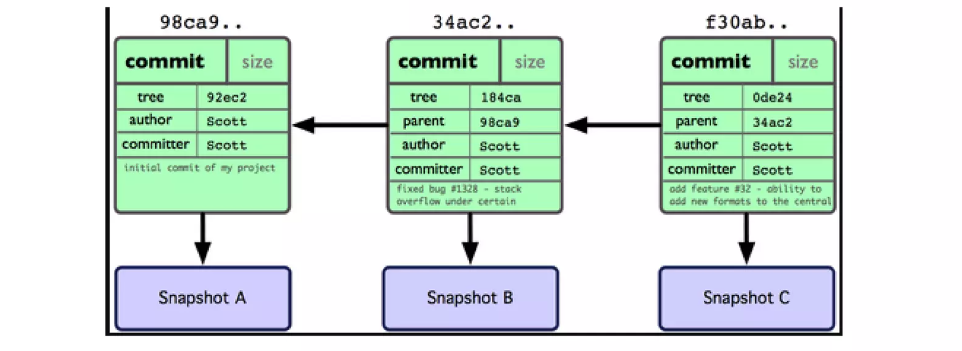 98ca9..
commit size
tree 92ec2
author Scott
committer Scott
initial commit of my project
Snapshot A
34ac2..
commit size
tree 184ca
parent 98ca9
author Scott
committer Scott
fixed bug #1328 - stack
overflow under certain
Snapshot B
f30ab..
commit size
tree 0de24
parent 34ac2
author Scott
committer Scott
add feature #32 - ability to
add new formats to the central
Snapshot C